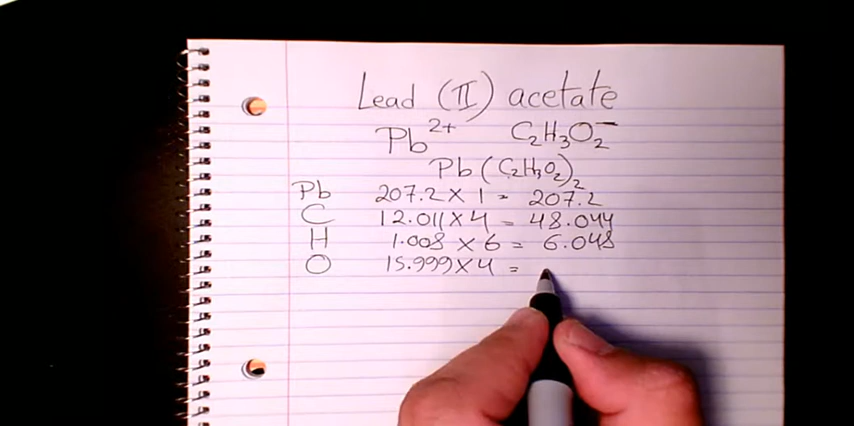 Lead (II) acetate
Pb²⁺ C₂H₃O₂⁻
Pb(C₂H₃O₂)₂
Pb 207.2 × 1 = 207.2
C 12.011 × 4 = 48.044
H 1.008 × 6 = 6.048
O 15.999 × 4 =